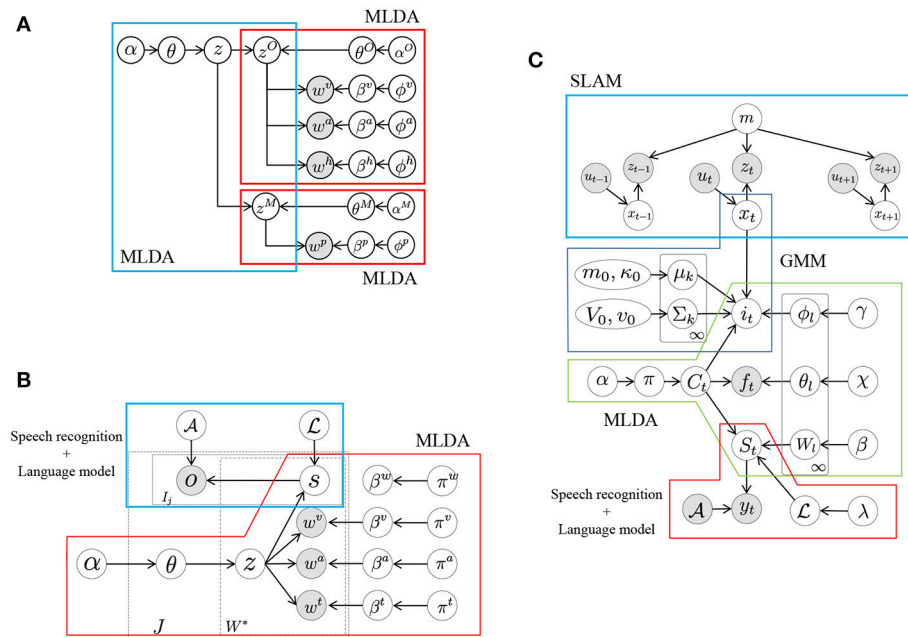 A
MLDA
α θ z z^O θ^O α^O
w^v β^v φ^v
w^a β^a φ^a
w^h β^h φ^h
z^M θ^M α^M
w^p β^p φ^p
MLDA
MLDA
B
Speech recognition
+
Language model
MLDA
𝒜 ℒ
O s
I_j
β^w π^w
w^v β^v π^v
α θ z w^a β^a π^a
w^t β^t π^t
J W*
C
SLAM
m
u_{t-1} z_{t-1} u_t z_t u_{t+1} z_{t+1}
x_{t-1} x_t x_{t+1}
GMM
m_0, κ_0 μ_k
V_0, ν_0 Σ_k i_t φ_l γ
∞
α π C_t f_t θ_l χ
MLDA
S_t W_l β
∞
Speech recognition
+
Language model
𝒜 y_t ℒ λ